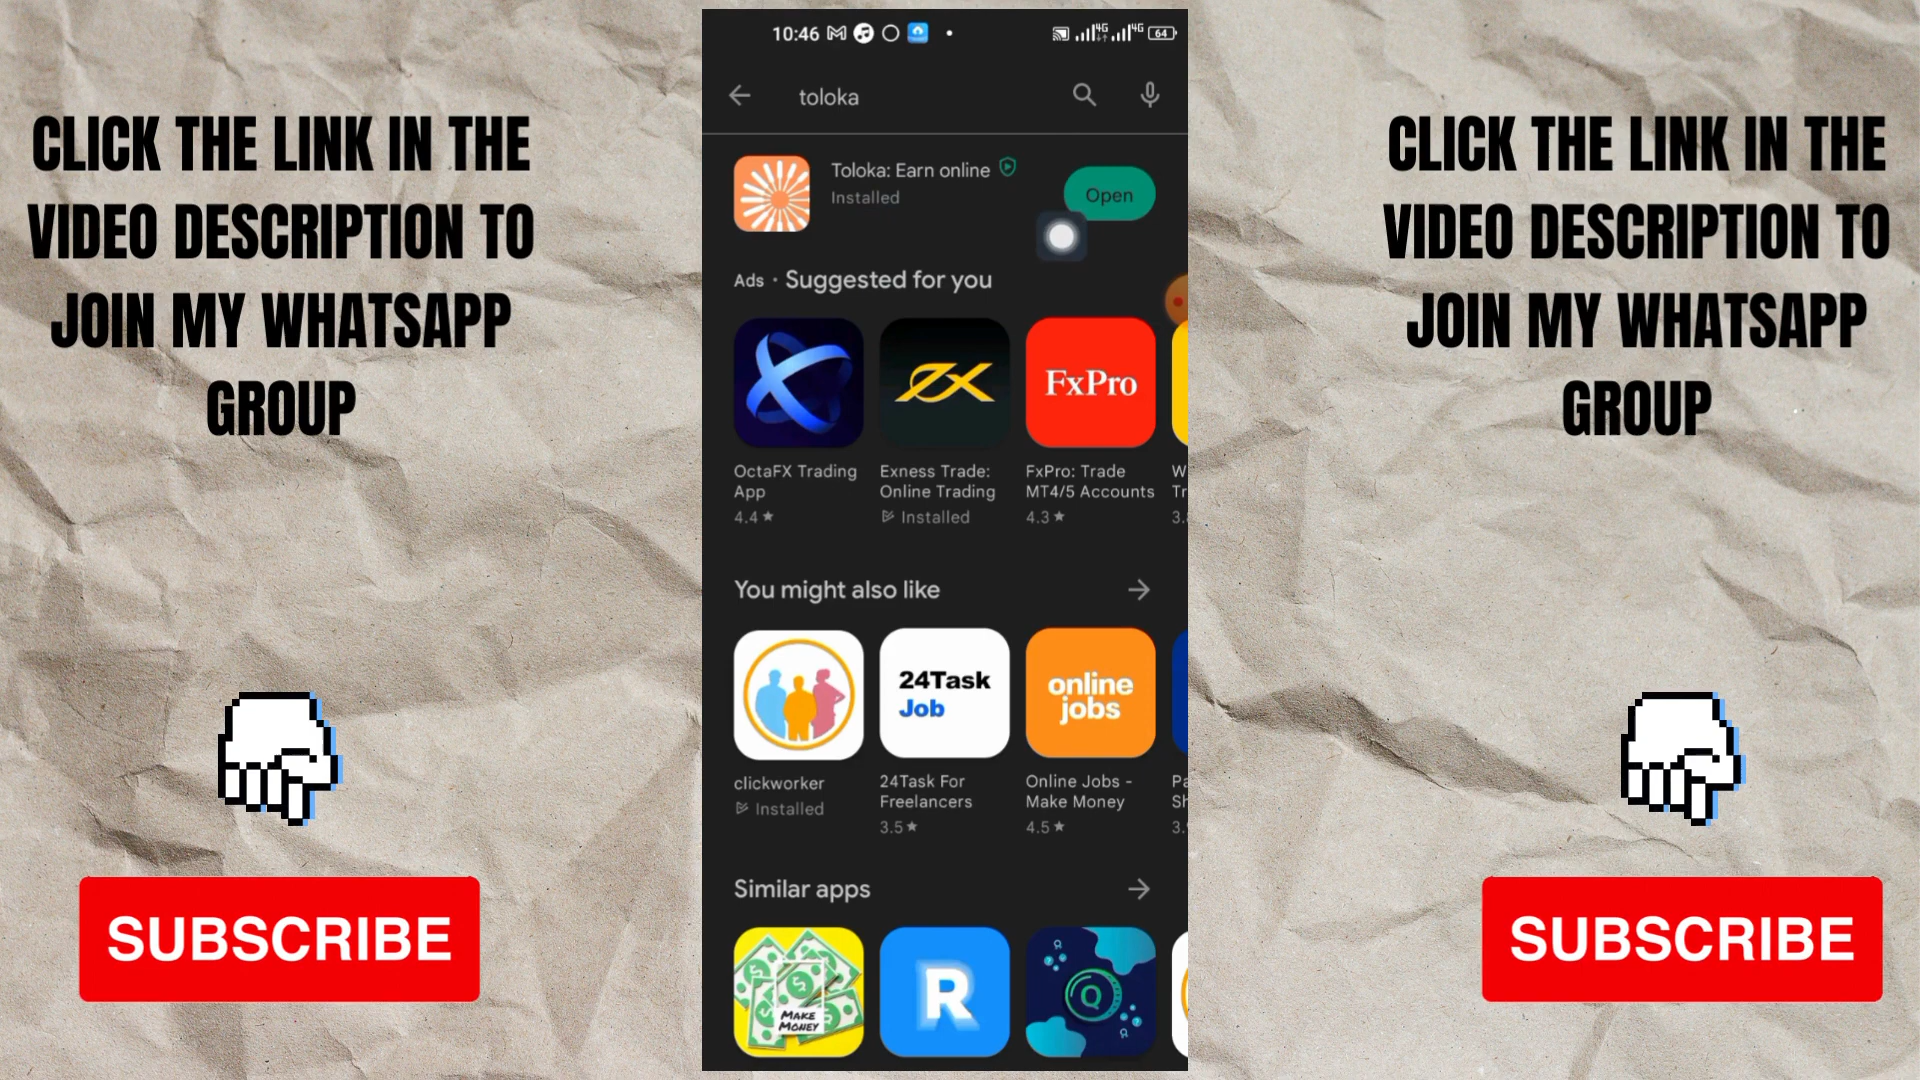 CLICK THE LINK IN THE
VIDEO DESCRIPTION TO
JOIN MY WHATSAPP
GROUP
SUBSCRIBE
10:46
4G
4G
64
toloka
Toloka: Earn online
Installed
Open
Ads · Suggested for you
FxPro
OctaFX Trading
App
4.4★
Exness Trade:
Online Trading
Installed
FxPro: Trade
MT4/5 Accounts
4.3★
You might also like
24Task
Job
online
jobs
clickworker
Installed
24Task For
Freelancers
3.5★
Online Jobs -
Make Money
4.5★
Similar apps
MAKE
MONEY
R
Q
CLICK THE LINK IN THE
VIDEO DESCRIPTION TO
JOIN MY WHATSAPP
GROUP
SUBSCRIBE